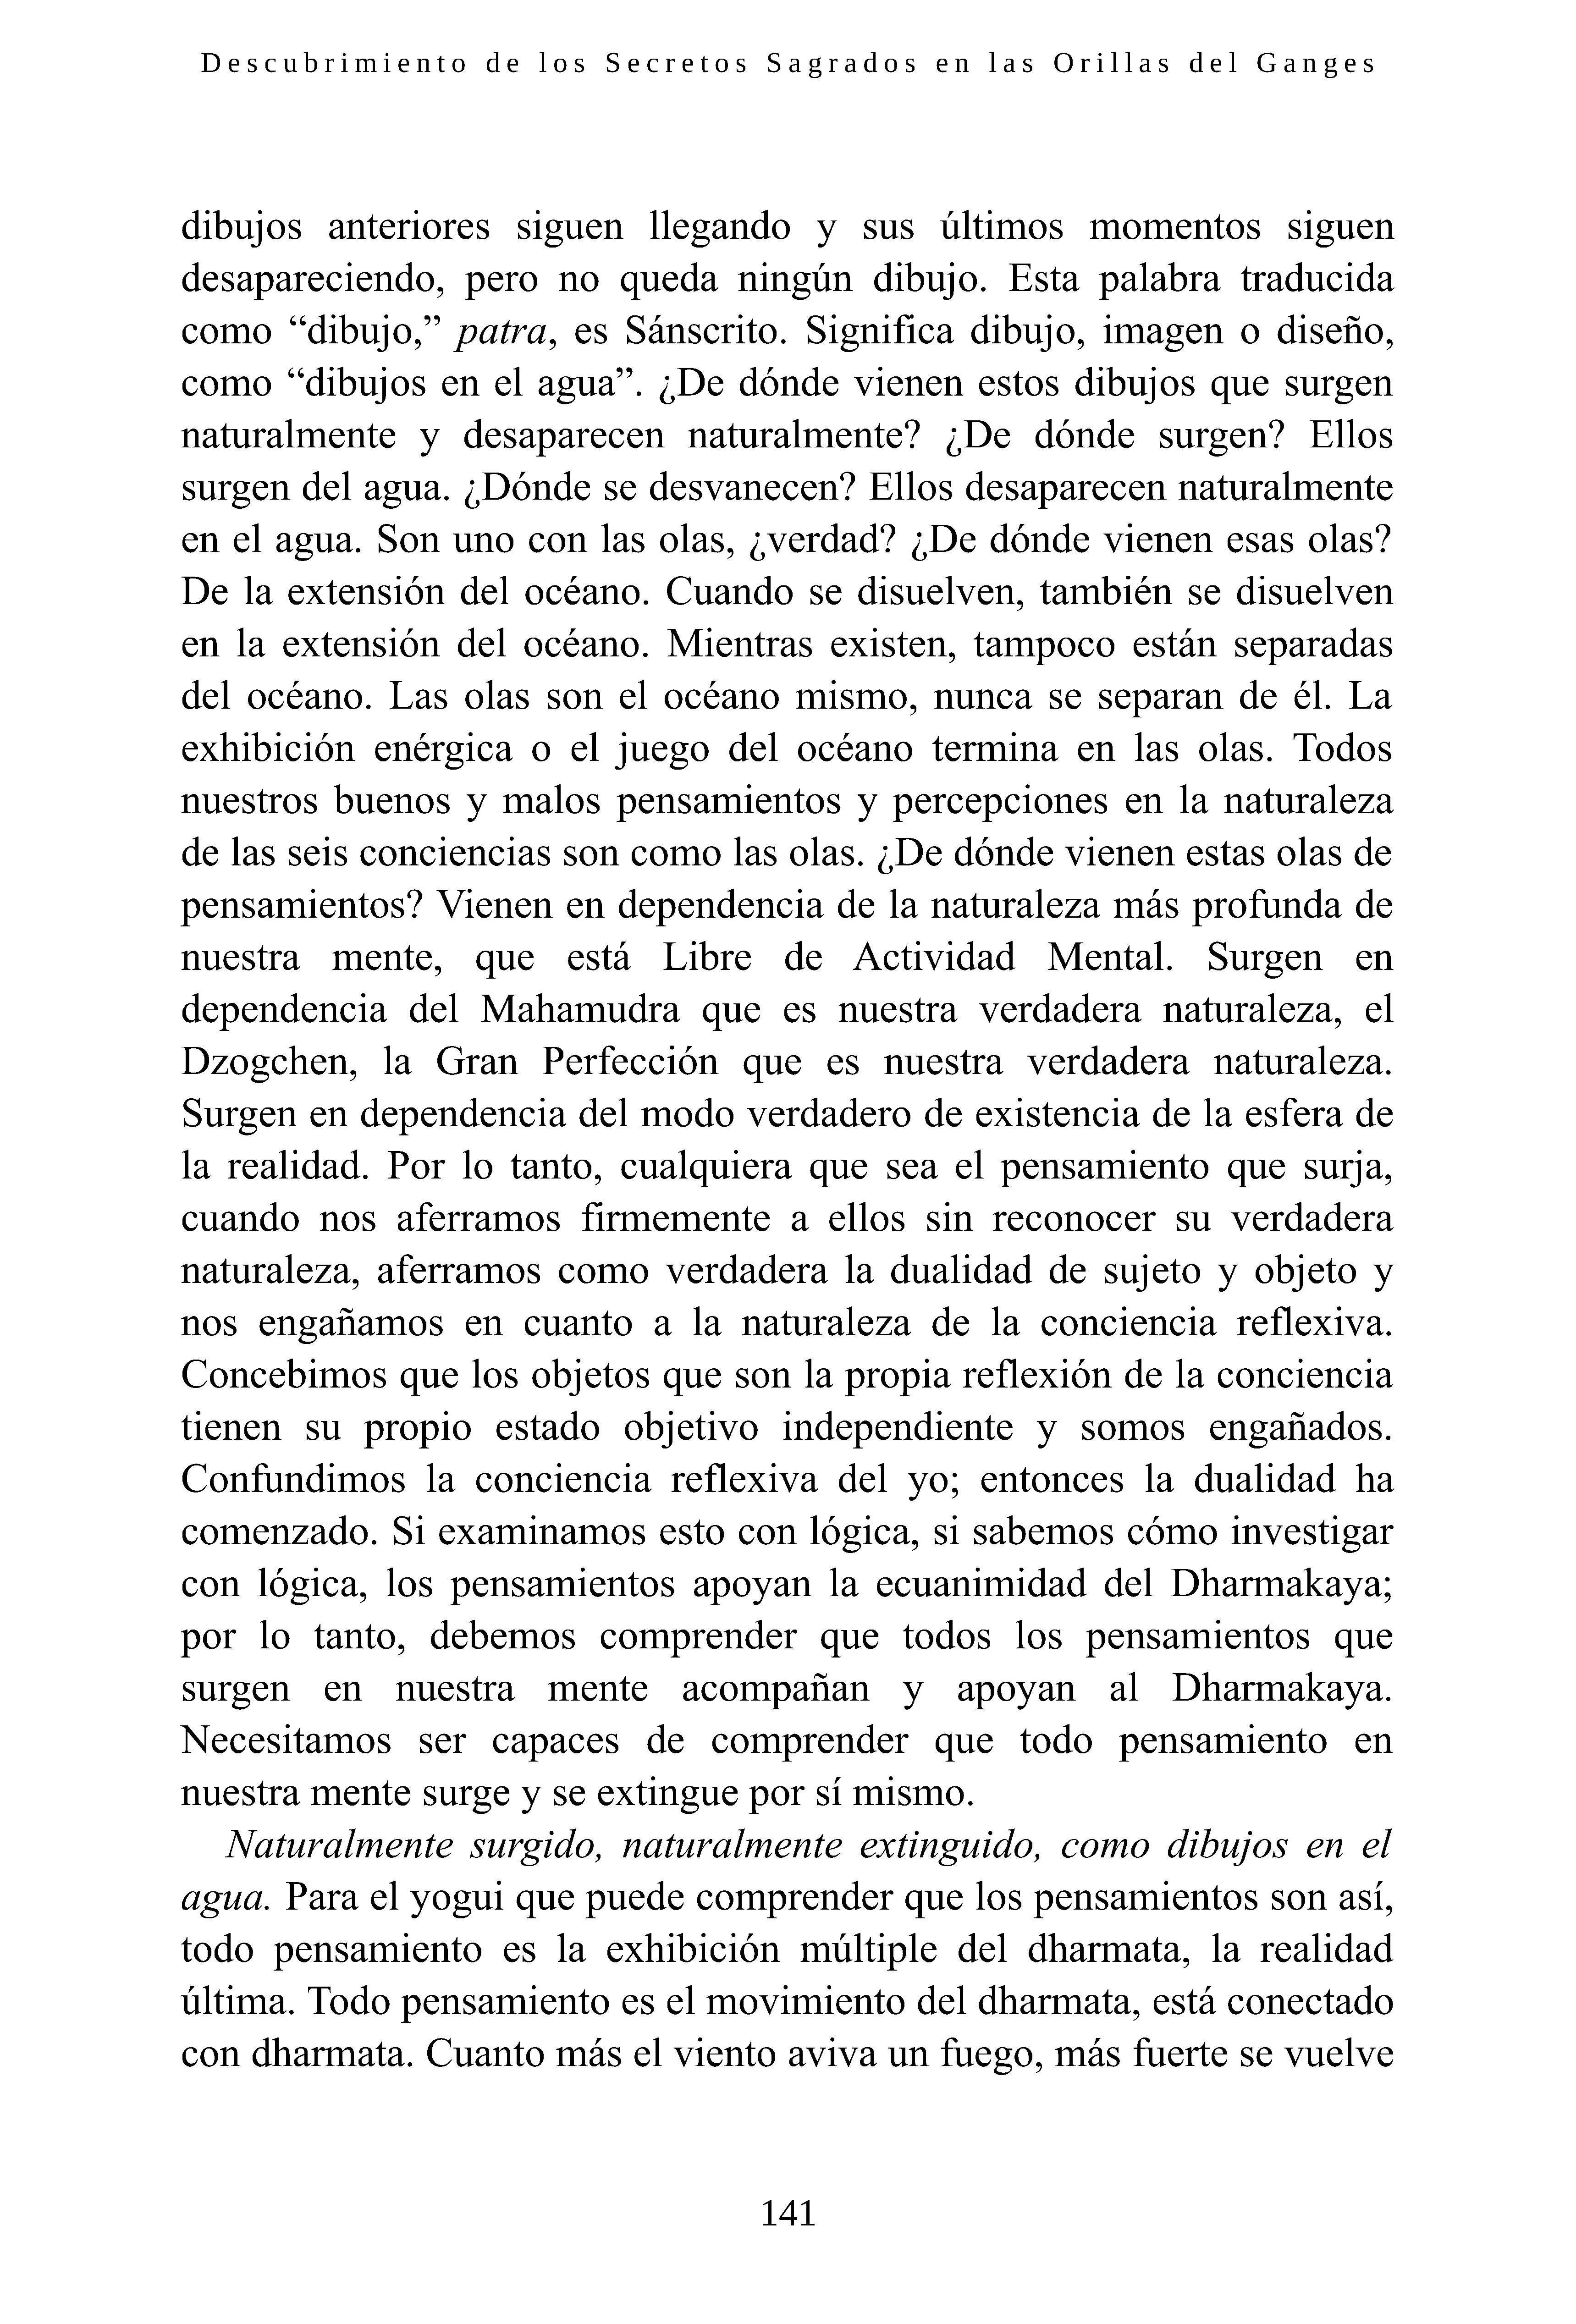 Descubrimiento de los Secretos Sagrados en las Orillas del Ganges
dibujos anteriores siguen llegando y sus últimos momentos siguen
desapareciendo, pero no queda ningún dibujo. Esta palabra traducida
como “dibujo,” patra, es Sánscrito. Significa dibujo, imagen o diseño,
como “dibujos en el agua”. ¿De dónde vienen estos dibujos que surgen
naturalmente y desaparecen naturalmente? ¿De dónde surgen? Ellos
surgen del agua. ¿Dónde se desvanecen? Ellos desaparecen naturalmente
en el agua. Son uno con las olas, ¿verdad? ¿De dónde vienen esas olas?
De la extensión del océano. Cuando se disuelven, también se disuelven
en la extensión del océano. Mientras existen, tampoco están separadas
del océano. Las olas son el océano mismo, nunca se separan de él. La
exhibición enérgica o el juego del océano termina en las olas. Todos
nuestros buenos y malos pensamientos y percepciones en la naturaleza
de las seis conciencias son como las olas. ¿De dónde vienen estas olas de
pensamientos? Vienen en dependencia de la naturaleza más profunda de
nuestra mente, que está Libre de Actividad Mental. Surgen en
dependencia del Mahamudra que es nuestra verdadera naturaleza, el
Dzogchen, la Gran Perfección que es nuestra verdadera naturaleza.
Surgen en dependencia del modo verdadero de existencia de la esfera de
la realidad. Por lo tanto, cualquiera que sea el pensamiento que surja,
cuando nos aferramos firmemente a ellos sin reconocer su verdadera
naturaleza, aferramos como verdadera la dualidad de sujeto y objeto y
nos engañamos en cuanto a la naturaleza de la conciencia reflexiva.
Concebimos que los objetos que son la propia reflexión de la conciencia
tienen su propio estado objetivo independiente y somos engañados.
Confundimos la conciencia reflexiva del yo; entonces la dualidad ha
comenzado. Si examinamos esto con lógica, si sabemos cómo investigar
con lógica, los pensamientos apoyan la ecuanimidad del Dharmakaya;
por lo tanto, debemos comprender que todos los pensamientos que
surgen en nuestra mente acompañan y apoyan al Dharmakaya.
Necesitamos ser capaces de comprender que todo pensamiento en
nuestra mente surge y se extingue por sí mismo.
Naturalmente surgido, naturalmente extinguido, como dibujos en el
agua. Para el yogui que puede comprender que los pensamientos son así,
todo pensamiento es la exhibición múltiple del dharmata, la realidad
última. Todo pensamiento es el movimiento del dharmata, está conectado
con dharmata. Cuanto más el viento aviva un fuego, más fuerte se vuelve
141